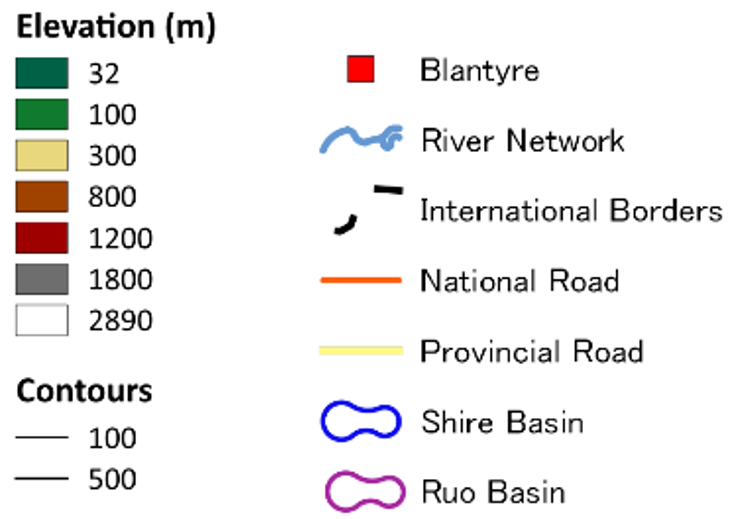 Elevation (m)
32
100
300
800
1200
1800
2890
Contours
100
500
Blantyre
River Network
International Borders
National Road
Provincial Road
Shire Basin
Ruo Basin